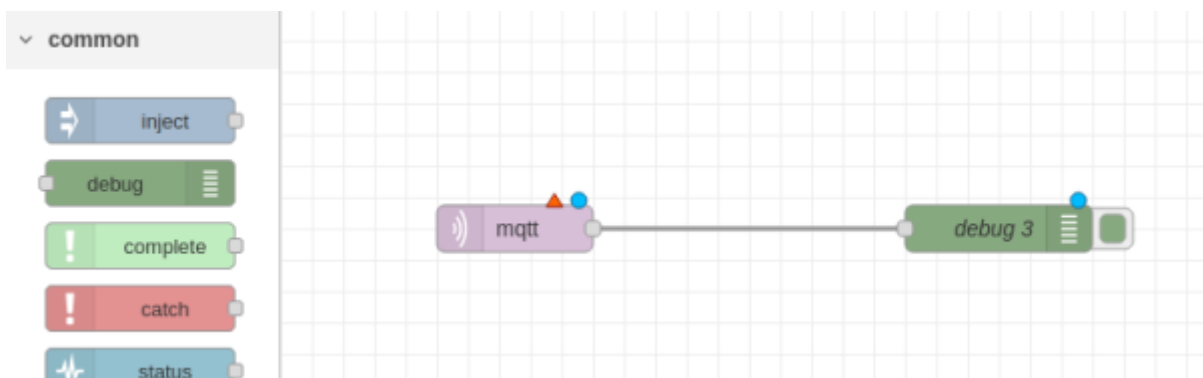 common
inject
debug
complete
catch
status
mqtt
debug 3